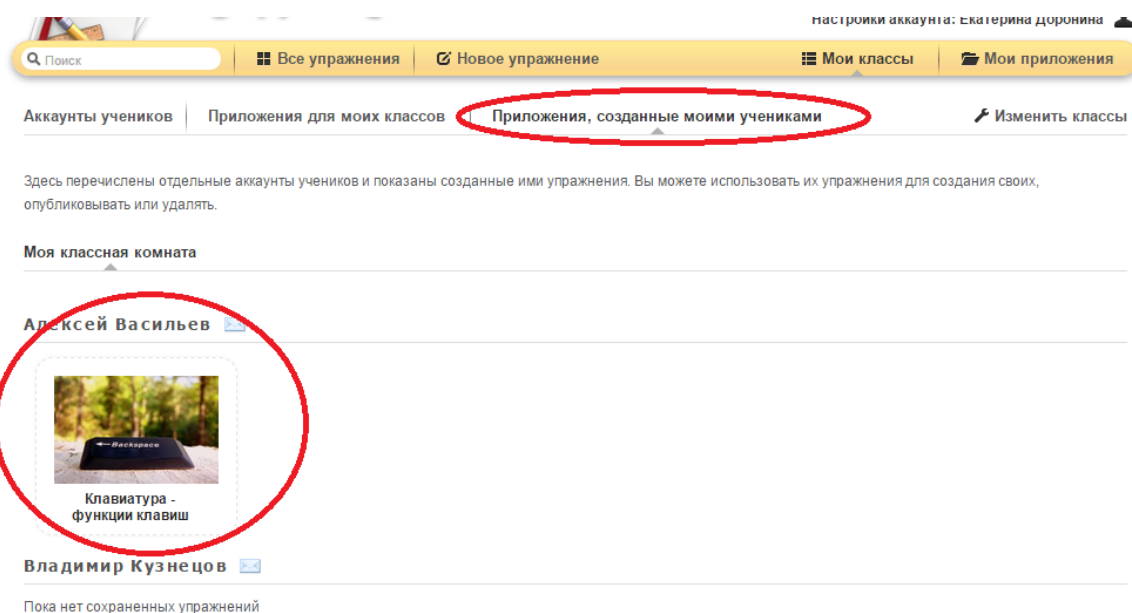 Настройки аккаунта: Екатерина Доронина
Поиск
Все упражнения
Новое упражнение
Мои классы
Мои приложения
Аккаунты учеников
Приложения для моих классов
Приложения, созданные моими учениками
Изменить классы
Здесь перечислены отдельные аккаунты учеников и показаны созданные ими упражнения. Вы можете использовать их упражнения для создания своих,
опубликовывать или удалять.
Моя классная комната
Алексей Васильев
←Backspace
Клавиатура -
функции клавиш
Владимир Кузнецов
Пока нет сохраненных упражнений